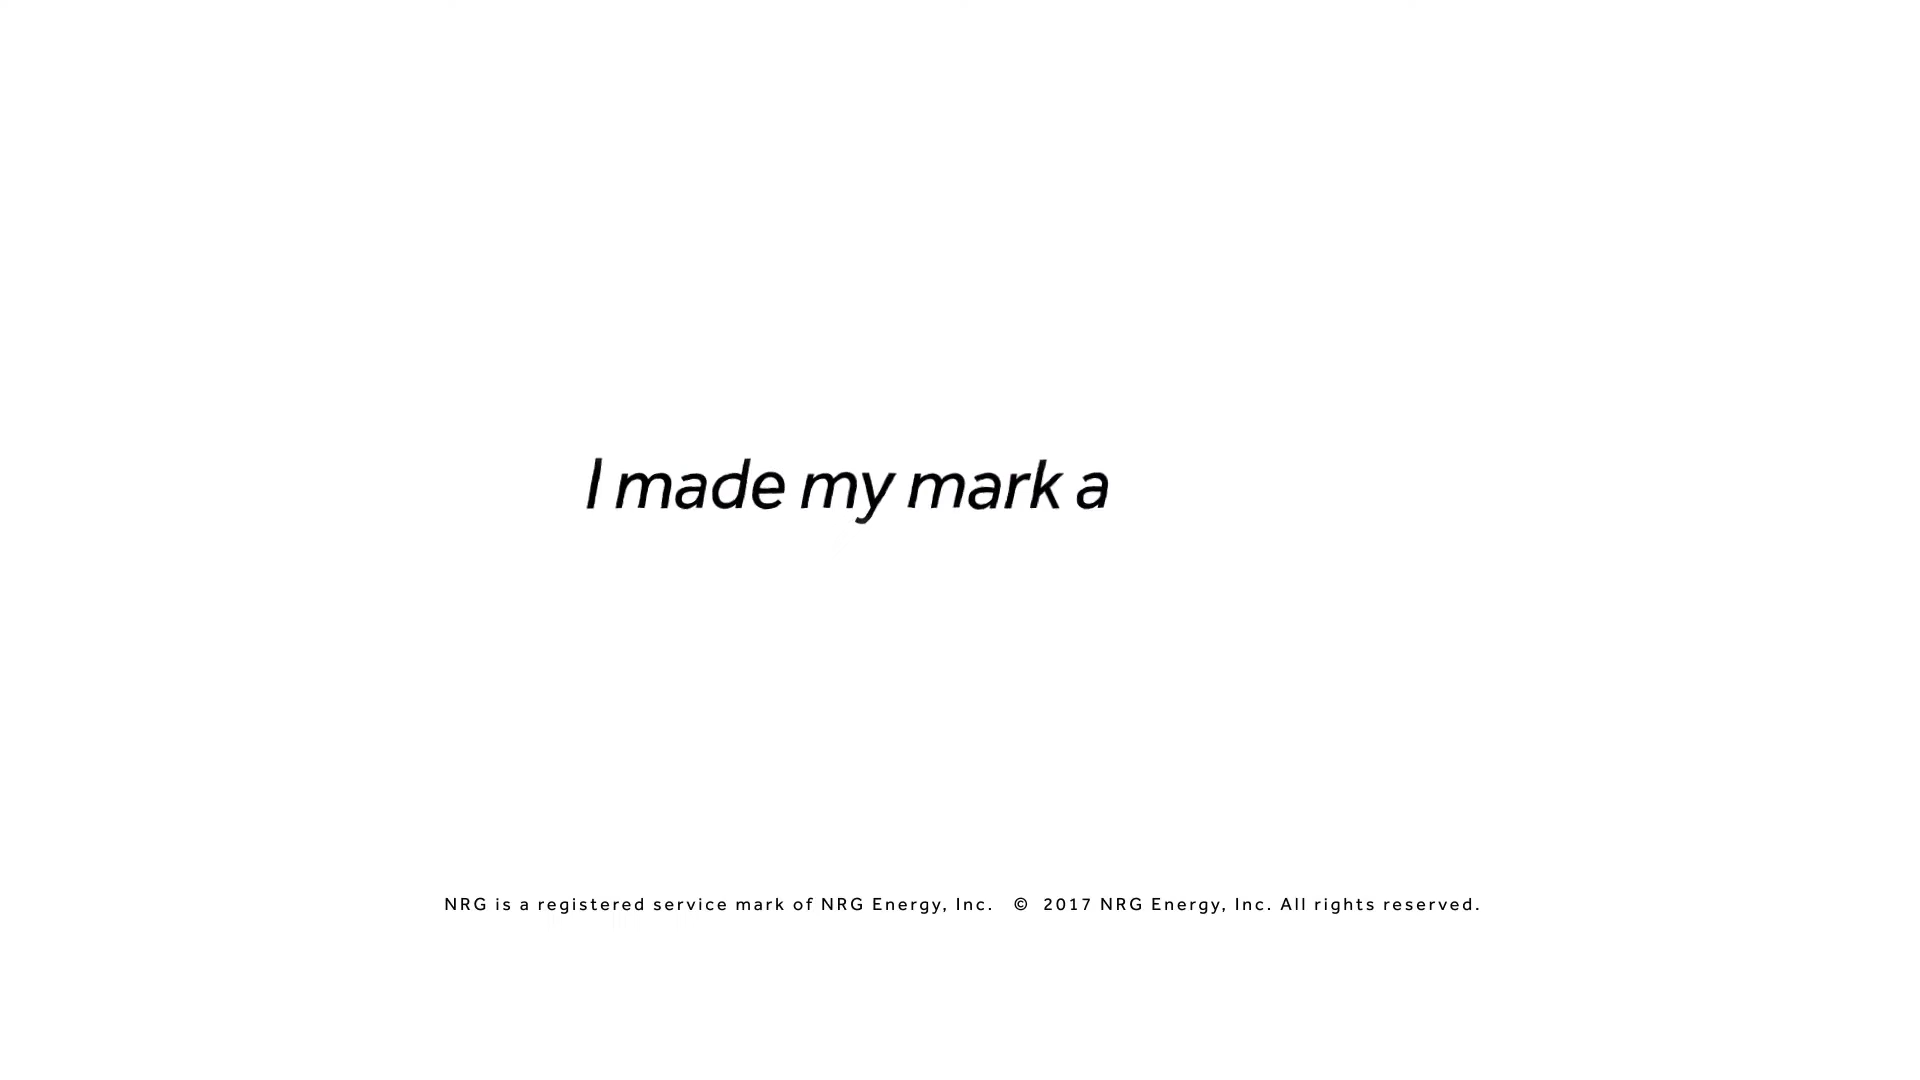 I made my mark a
NRG is a registered service mark of NRG Energy, Inc. © 2017 NRG Energy, Inc. All rights reserved.